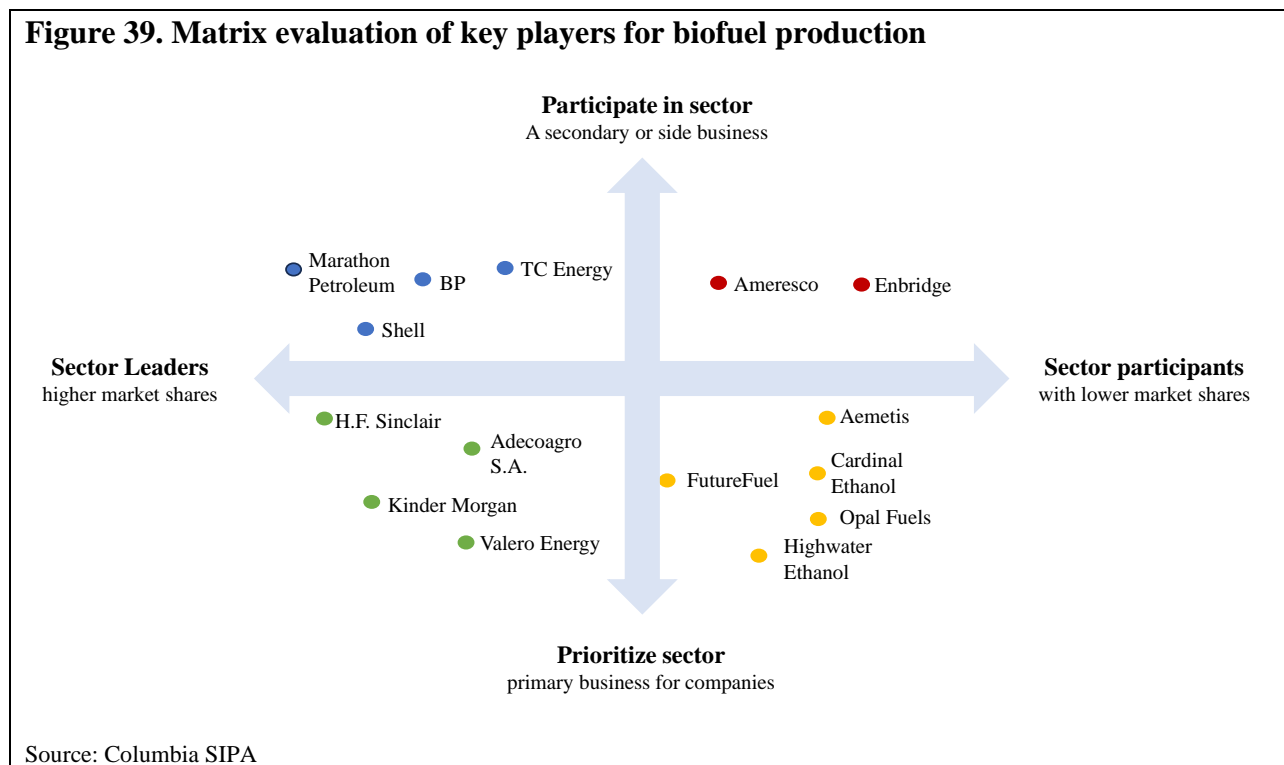 Figure 39. Matrix evaluation of key players for biofuel production
Participate in sector
A secondary or side business
Marathon
Petroleum
BP
TC Energy
Ameresco
Enbridge
Shell
Sector Leaders
higher market shares
Sector participants
with lower market shares
H.F. Sinclair
Adecoagro
S.A.
Kinder Morgan
Valero Energy
Aemetis
FutureFuel
Cardinal
Ethanol
Opal Fuels
Highwater
Ethanol
Prioritize sector
primary business for companies
Source: Columbia SIPA